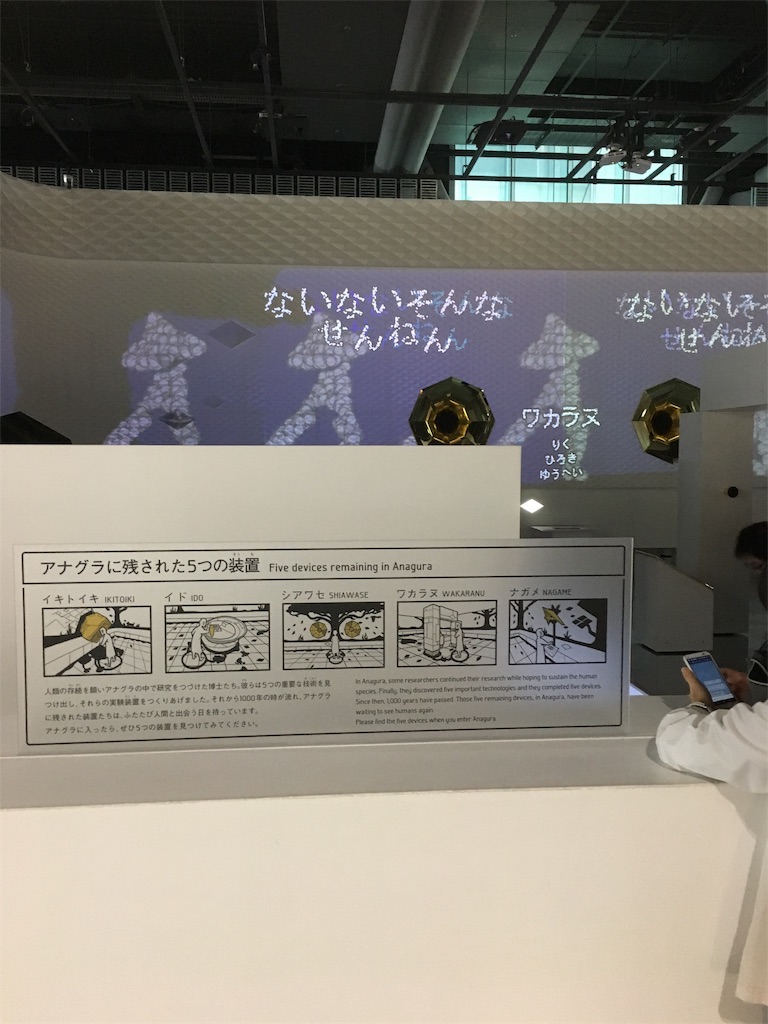 ないないそんな
せんねん
ワカラヌ
りく
ひろき
ゆうへい
ないないそ
アナグラに残された5つの装置 Five devices remaining in Anagura
イキトイキ IKITOIKI
イド IDO
シアワセ SHIAWASE
ワカラヌ WAKARANU
ナガメ NAGAME
人類の存続を願いアナグラの中で研究をつづけた博士たち。彼らは5つの重要な技術を見
つけ出し、それらの実験装置をつくりあげました。それから1000年の時が流れ、アナグラ
に残された装置たちは、ふたたび人間と出会う日を待っています。
アナグラに入ったら、ぜひ5つの装置を見つけてみてください。
In Anagura, some researchers continued their research while hoping to sustain the human
species. Finally, they discovered five important technologies and they completed five devices.
Since then, 1,000 years have passed. Those five remaining devices, in Anagura, have been
waiting to see humans again.
Please find the five devices when you enter Anagura.